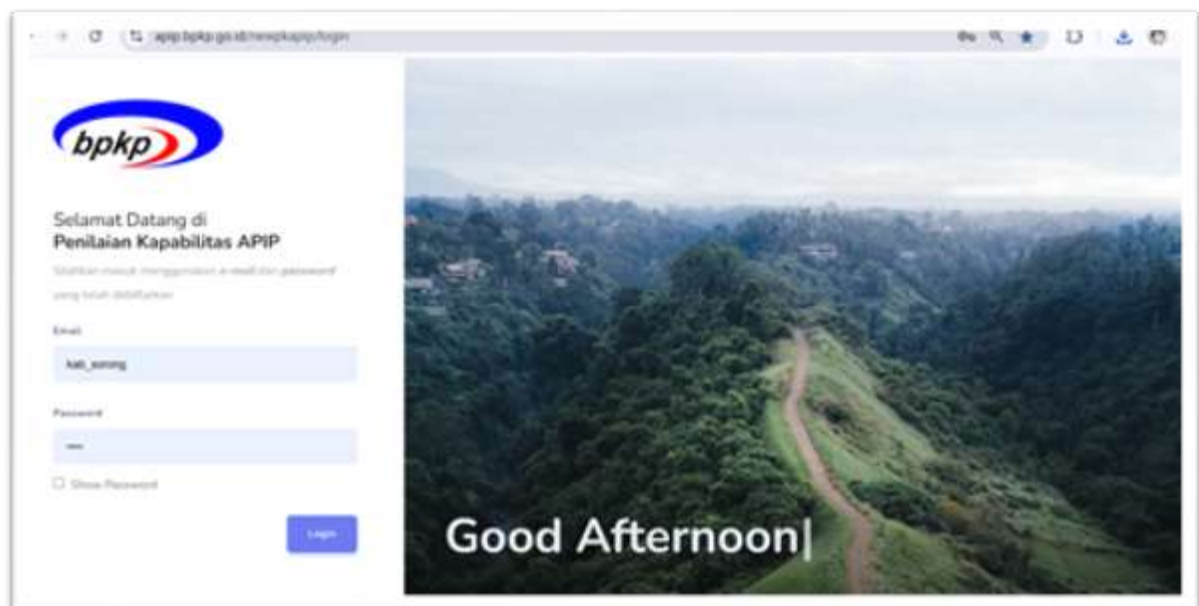 apip.bpkp.go.id/newpkapip/login
bpkp
Selamat Datang di
Penilaian Kapabilitas APIP
Silahkan masuk menggunakan e-mail dan password
yang telah didaftarkan
Email
kab_sorong
Password
Show Password
Login
Good Afternoon